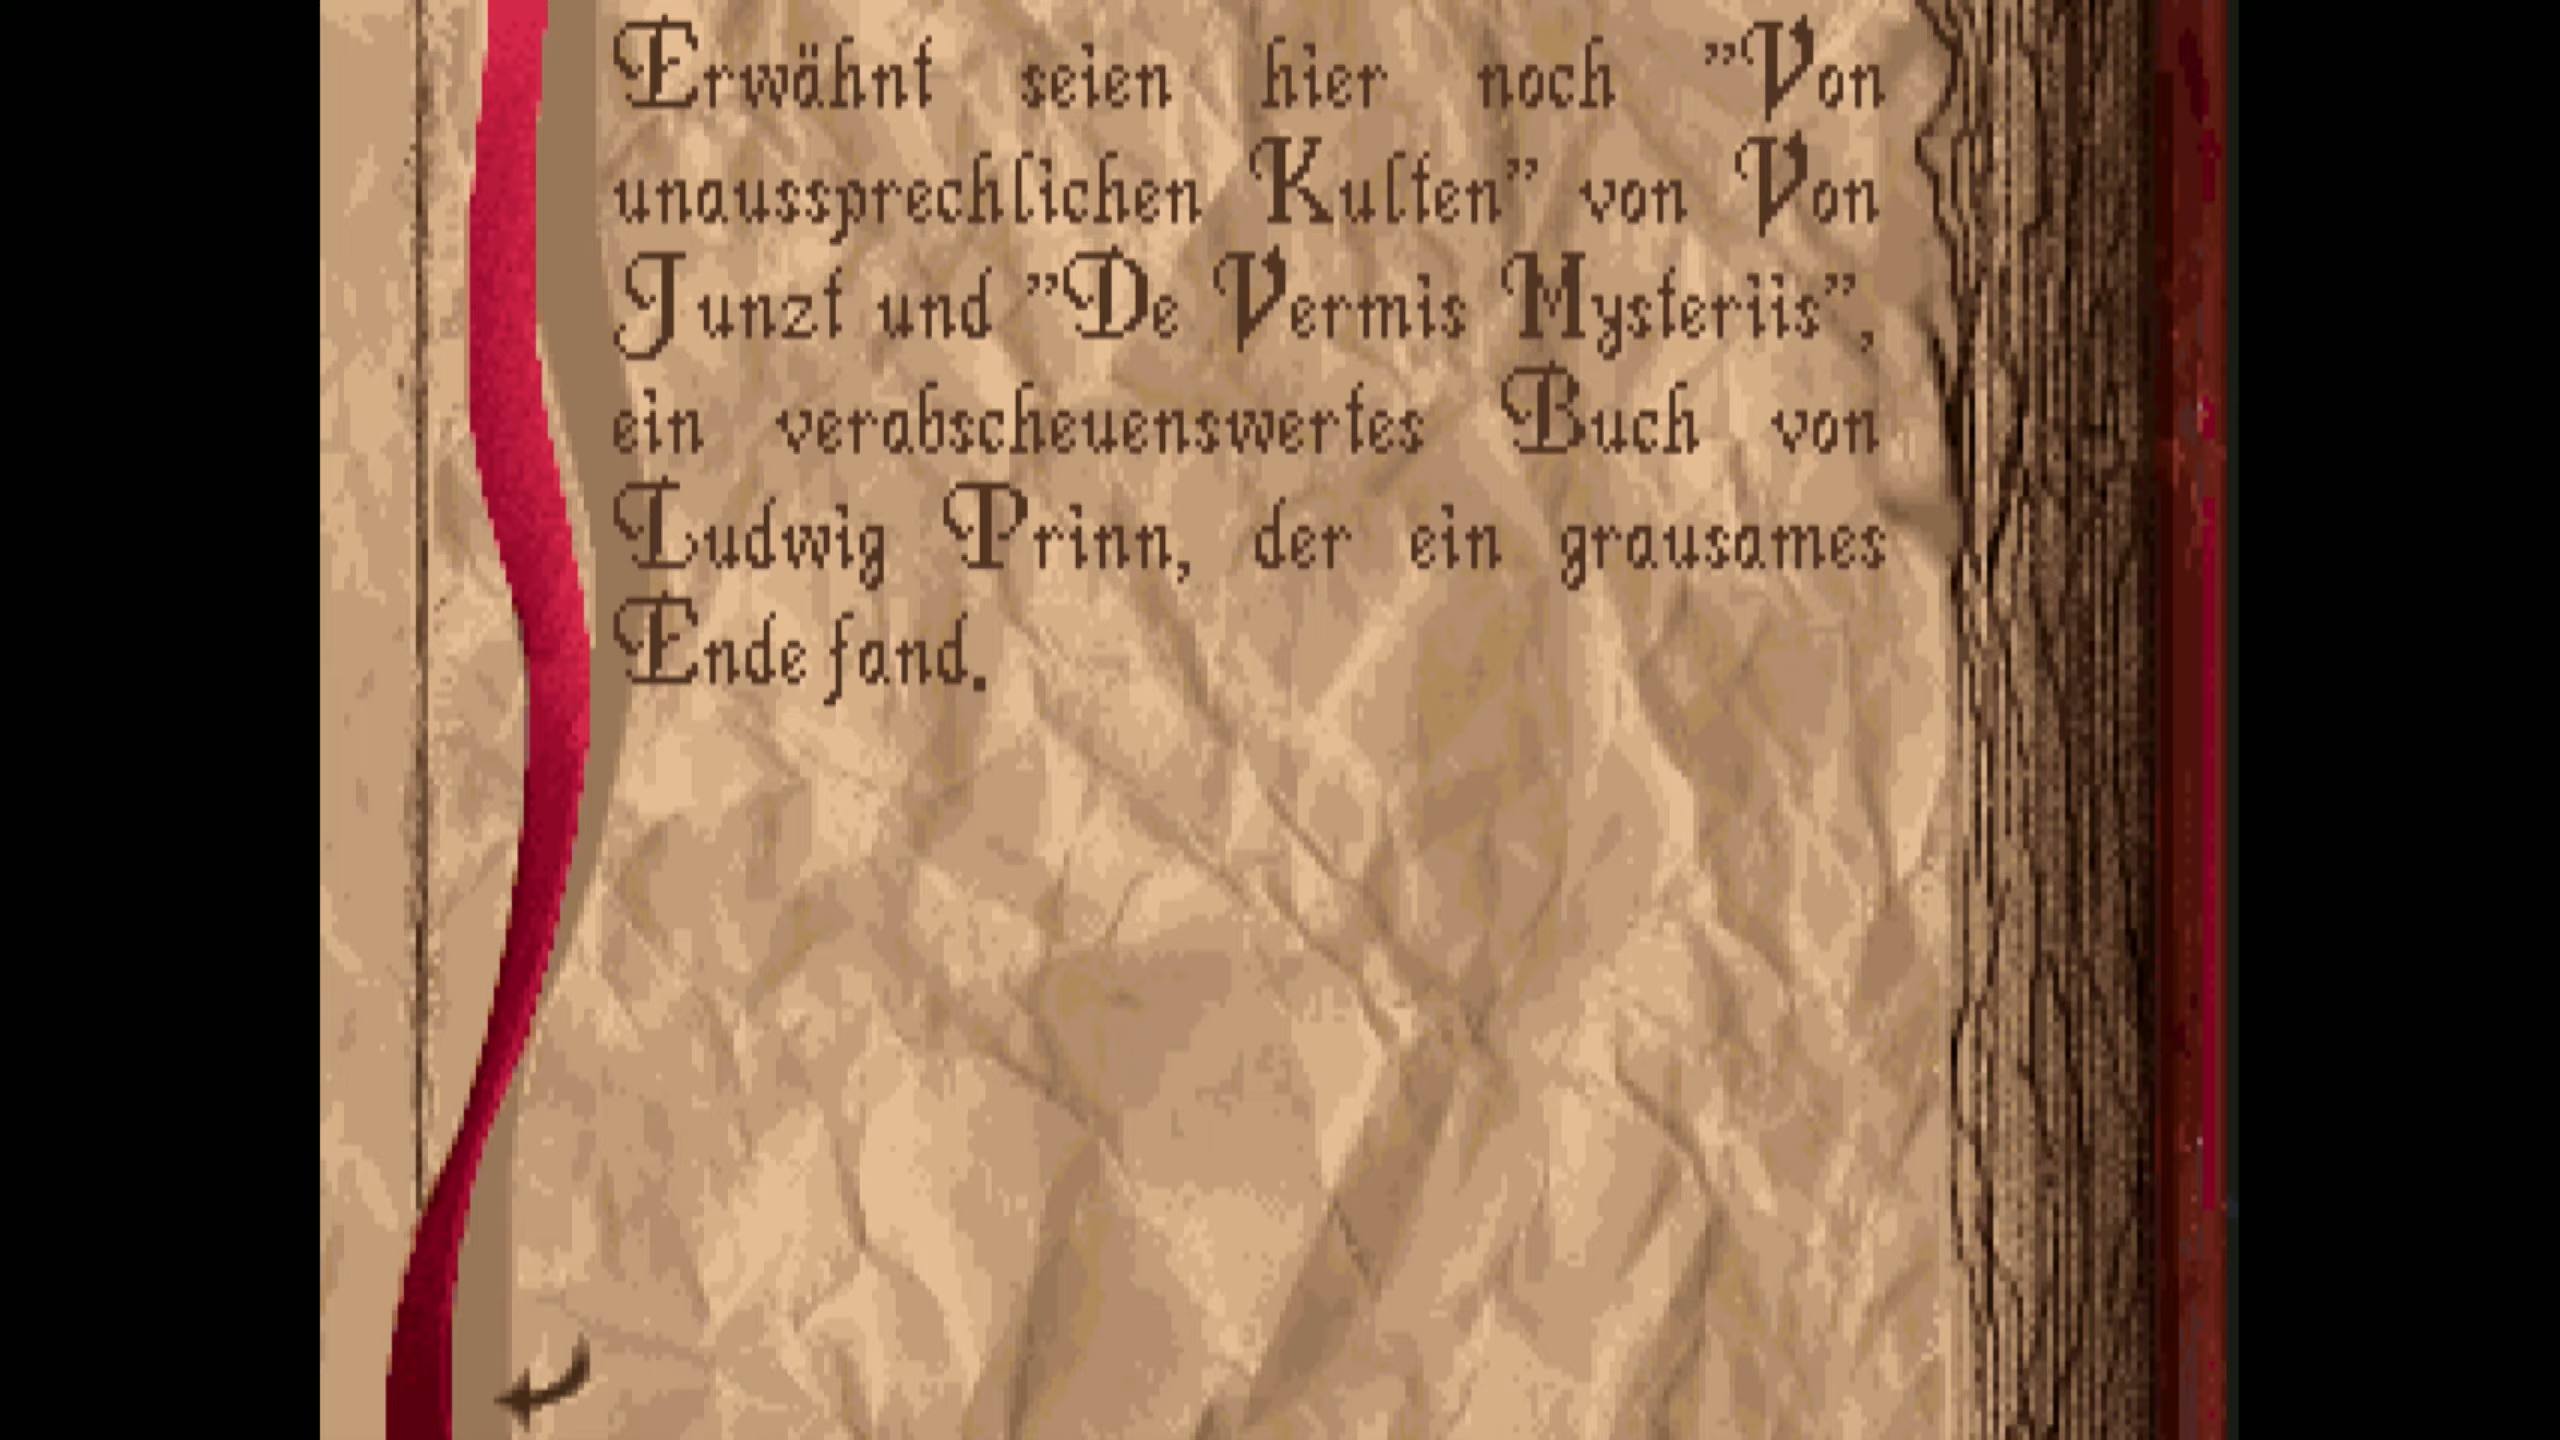 Erwähnt seien hier noch "Von
unaussprechlichen Kulten" von Von
Junzt und "De Vermis Mysteriis",
ein verabscheuenswertes Buch von
Ludwig Prinn, der ein grausames
Ende fand.